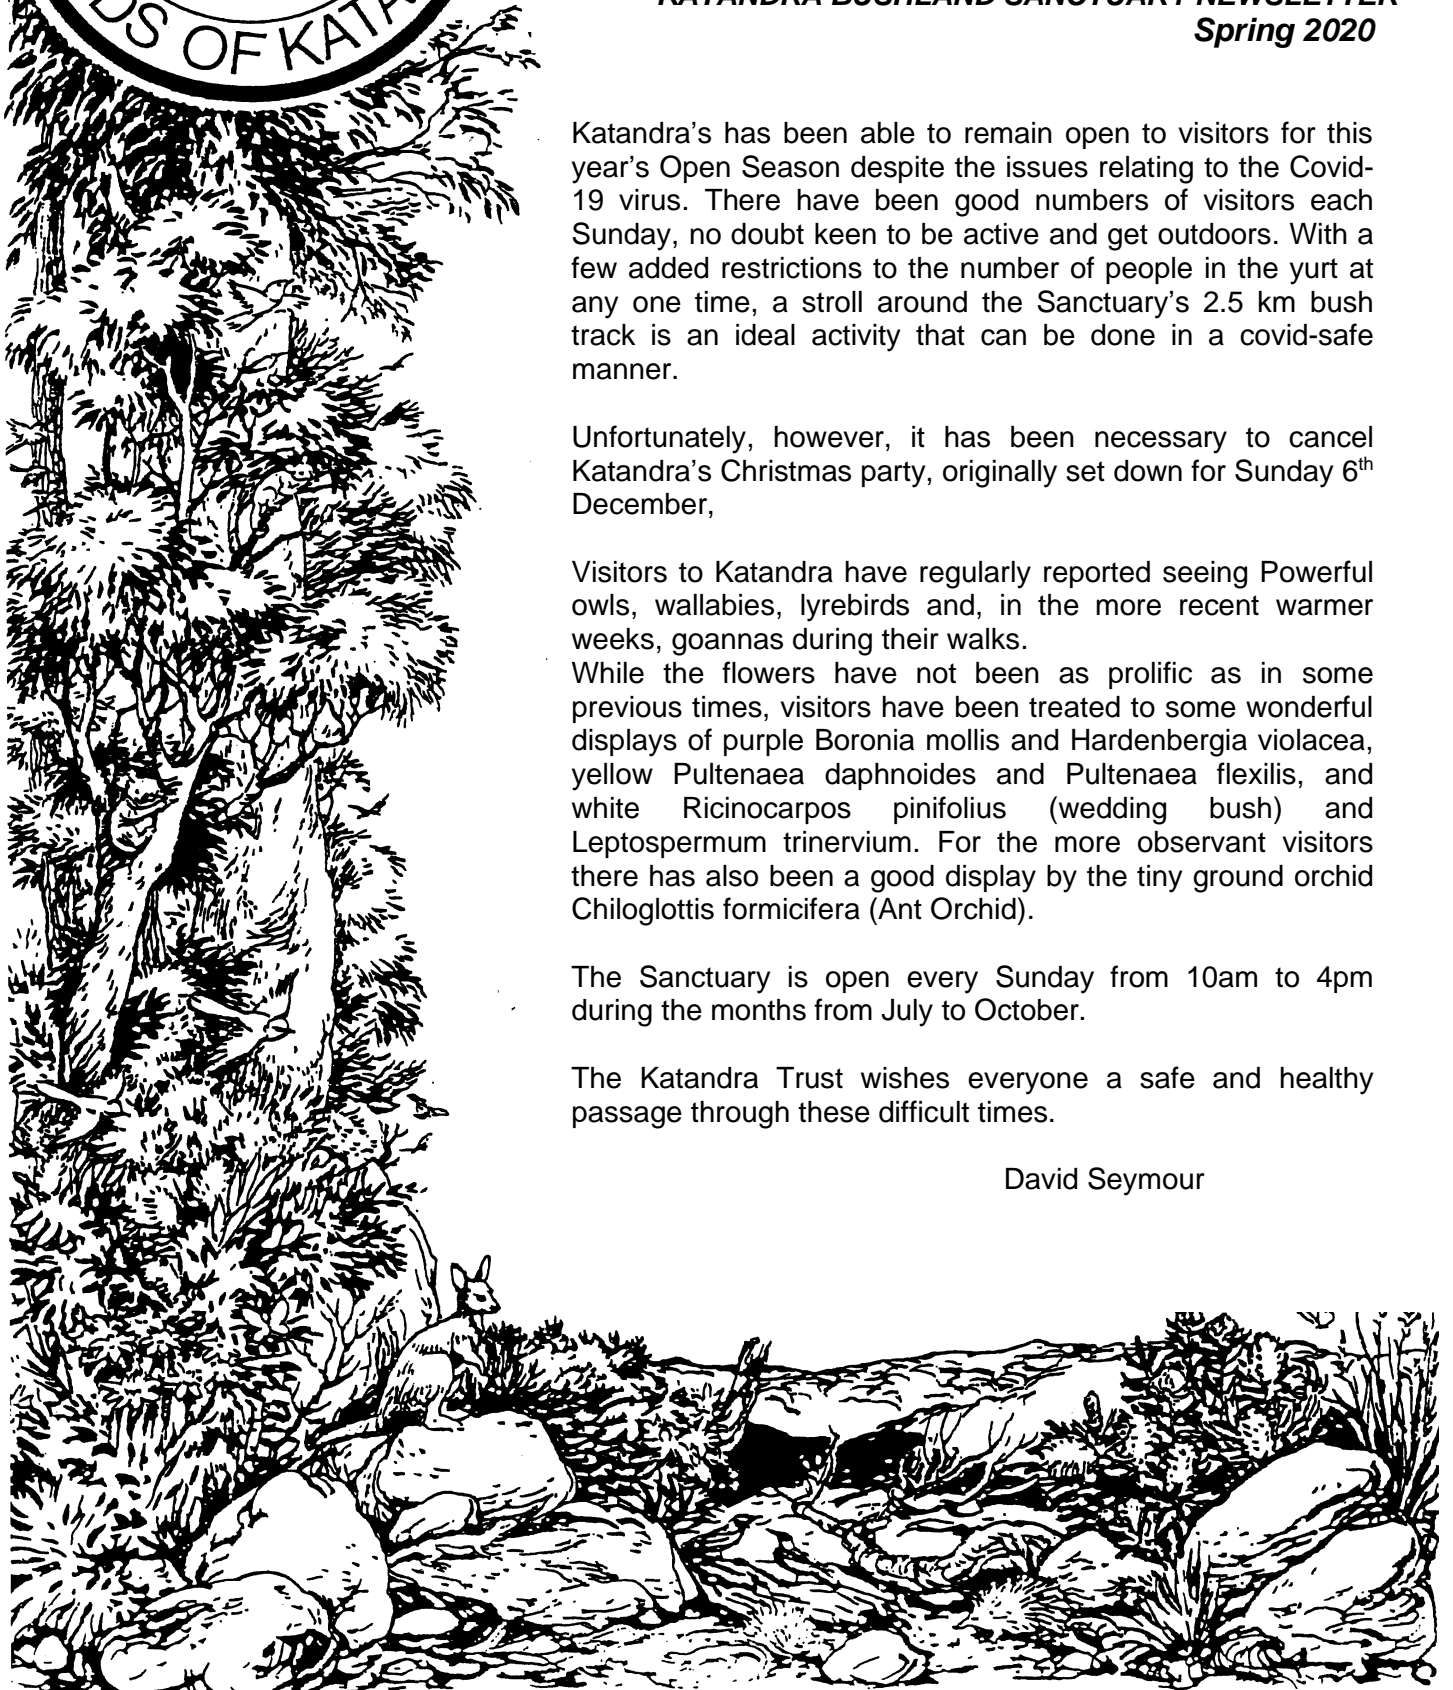 DS OF KATA
KATANDRA BUSHLAND SANCTUARY NEWSLETTER
Spring 2020
Katandra’s has been able to remain open to visitors for this
year’s Open Season despite the issues relating to the Covid-
19 virus. There have been good numbers of visitors each
Sunday, no doubt keen to be active and get outdoors. With a
few added restrictions to the number of people in the yurt at
any one time, a stroll around the Sanctuary’s 2.5 km bush
track is an ideal activity that can be done in a covid-safe
manner.
Unfortunately, however, it has been necessary to cancel
Katandra’s Christmas party, originally set down for Sunday 6th
December,
Visitors to Katandra have regularly reported seeing Powerful
owls, wallabies, lyrebirds and, in the more recent warmer
weeks, goannas during their walks.
While the flowers have not been as prolific as in some
previous times, visitors have been treated to some wonderful
displays of purple Boronia mollis and Hardenbergia violacea,
yellow Pultenaea daphnoides and Pultenaea flexilis, and
white Ricinocarpos pinifolius (wedding bush) and
Leptospermum trinervium. For the more observant visitors
there has also been a good display by the tiny ground orchid
Chiloglottis formicifera (Ant Orchid).
The Sanctuary is open every Sunday from 10am to 4pm
during the months from July to October.
The Katandra Trust wishes everyone a safe and healthy
passage through these difficult times.
David Seymour